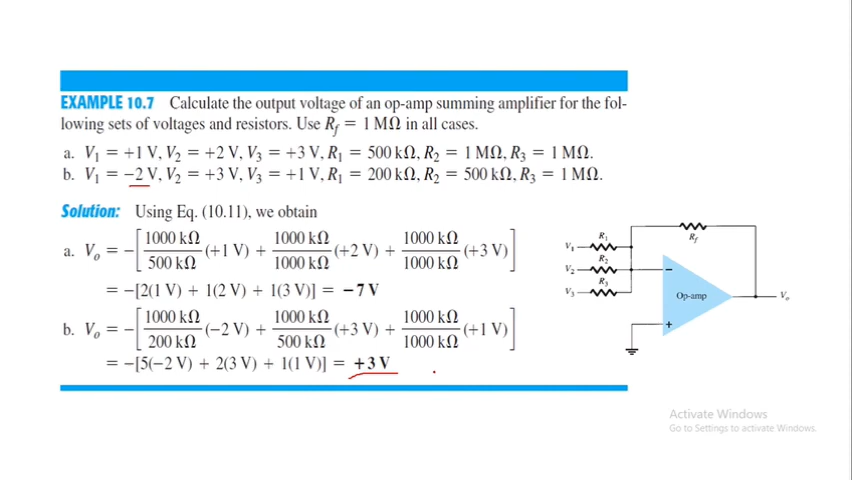 EXAMPLE 10.7 Calculate the output voltage of an op-amp summing amplifier for the fol-
lowing sets of voltages and resistors. Use Rf = 1 MΩ in all cases.
a. V1 = +1 V, V2 = +2 V, V3 = +3 V, R1 = 500 kΩ, R2 = 1 MΩ, R3 = 1 MΩ.
b. V1 = −2 V, V2 = +3 V, V3 = +1 V, R1 = 200 kΩ, R2 = 500 kΩ, R3 = 1 MΩ.
Solution: Using Eq. (10.11), we obtain
a. Vo = −[1000 kΩ/500 kΩ (+1 V) + 1000 kΩ/1000 kΩ (+2 V) + 1000 kΩ/1000 kΩ (+3 V)]
= −[2(1 V) + 1(2 V) + 1(3 V)] = −7 V
b. Vo = −[1000 kΩ/200 kΩ (−2 V) + 1000 kΩ/500 kΩ (+3 V) + 1000 kΩ/1000 kΩ (+1 V)]
= −[5(−2 V) + 2(3 V) + 1(1 V)] = +3 V
R1
V1
R2
V2
R3
V3
Rf
−
Op-amp
+
Vo
Activate Windows
Go to Settings to activate Windows.